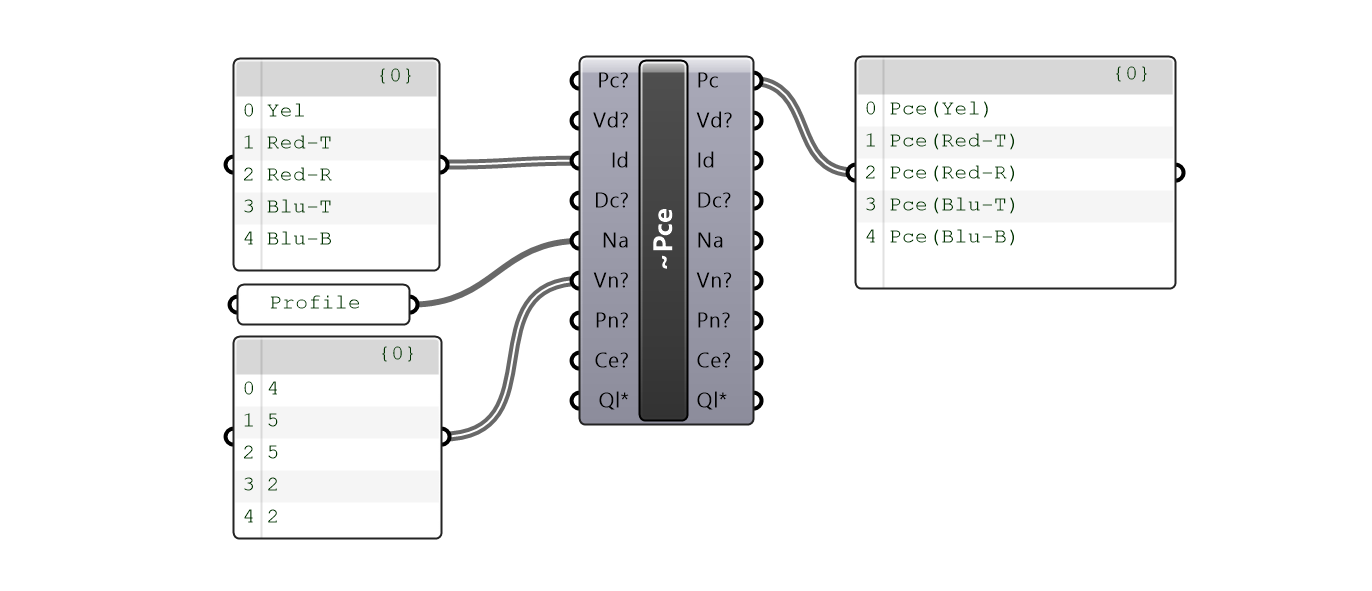 {0}
0 Yel
1 Red-T
2 Red-R
3 Blu-T
4 Blu-B
Profile
{0}
0 4
1 5
2 5
3 2
4 2
Pc? Pc
Vd? Vd?
Id Id
Dc? Dc?
Na Na
Vn? Vn?
Pn? Pn?
Ce? Ce?
Ql* Ql*
~Pce
{0}
0 Pce(Yel)
1 Pce(Red-T)
2 Pce(Red-R)
3 Pce(Blu-T)
4 Pce(Blu-B)